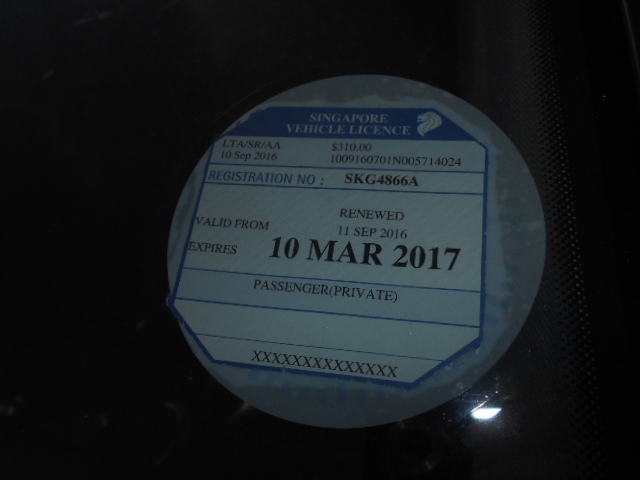 SINGAPORE
VEHICLE LICENCE
LTA/SR/AA $310.00
10 Sep 2016 1009160701N005714024
REGISTRATION NO : SKG4866A
RENEWED
VALID FROM 11 SEP 2016
EXPIRES 10 MAR 2017
PASSENGER(PRIVATE)
XXXXXXXXXXXXXX